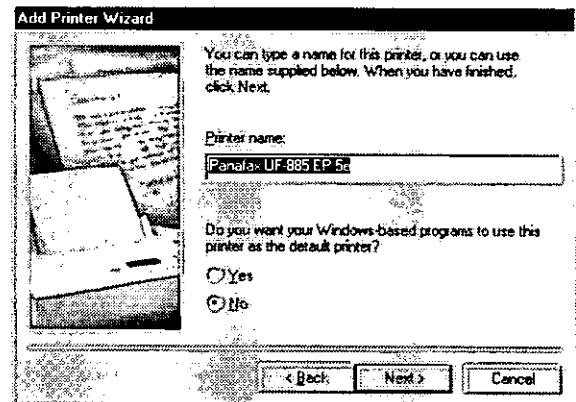 Add Printer Wizard
You can type a name for this printer, or you can use
the name supplied below. When you have finished,
click Next.
Printer name:
Panafax UF-885 EP 5e
Do you want your Windows-based programs to use this
printer as the default printer?
Yes
No
< Back
Next >
Cancel